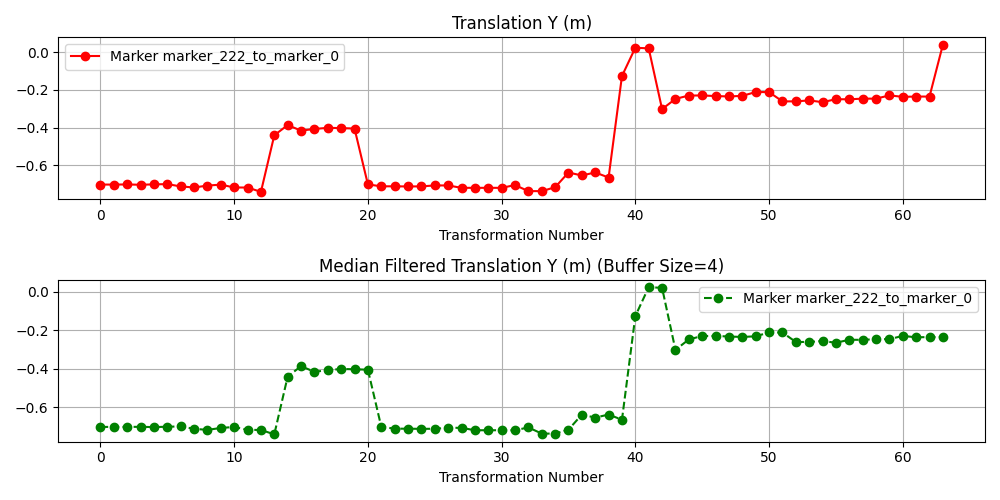 Translation Y (m)
Marker marker_222_to_marker_0
0.0
−0.2
−0.4
−0.6
0 10 20 30 40 50 60
Transformation Number
Median Filtered Translation Y (m) (Buffer Size=4)
Marker marker_222_to_marker_0
0.0
−0.2
−0.4
−0.6
0 10 20 30 40 50 60
Transformation Number